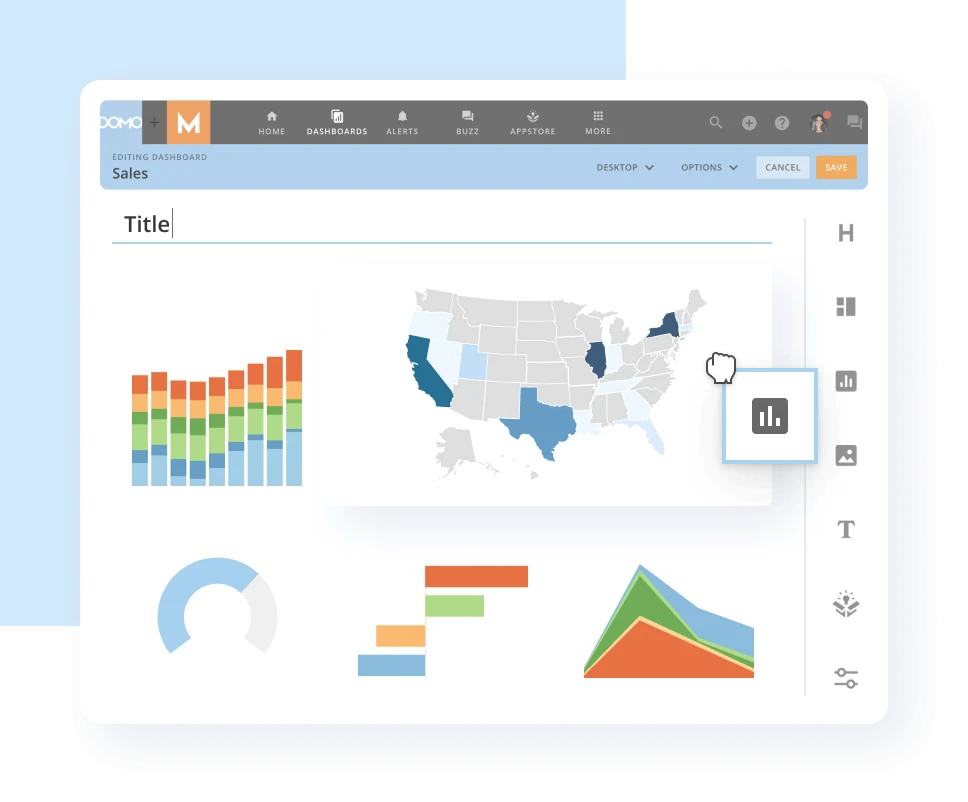 DOMO + M
HOME DASHBOARDS ALERTS BUZZ APPSTORE MORE
EDITING DASHBOARD
Sales
DESKTOP OPTIONS CANCEL SAVE
Title
H
T